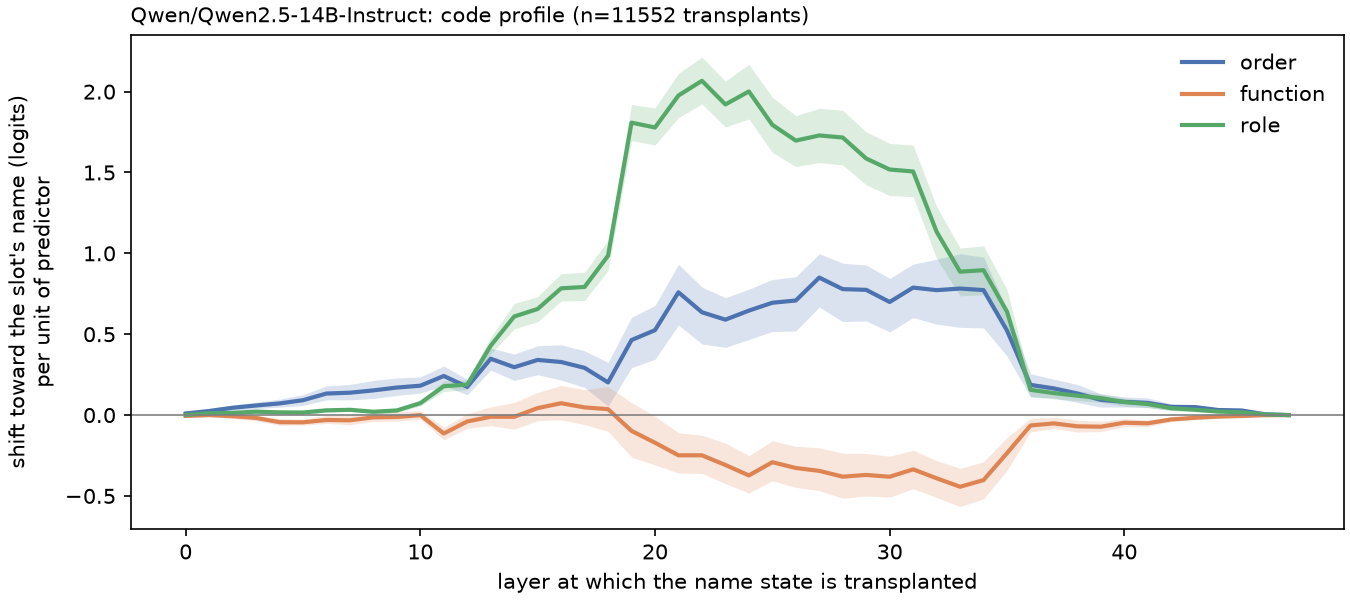 Qwen/Qwen2.5-14B-Instruct: code profile (n=11552 transplants)
order
function
role
shift toward the slot's name (logits)
per unit of predictor
2.0
1.5
1.0
0.5
0.0
−0.5
0 10 20 30 40
layer at which the name state is transplanted